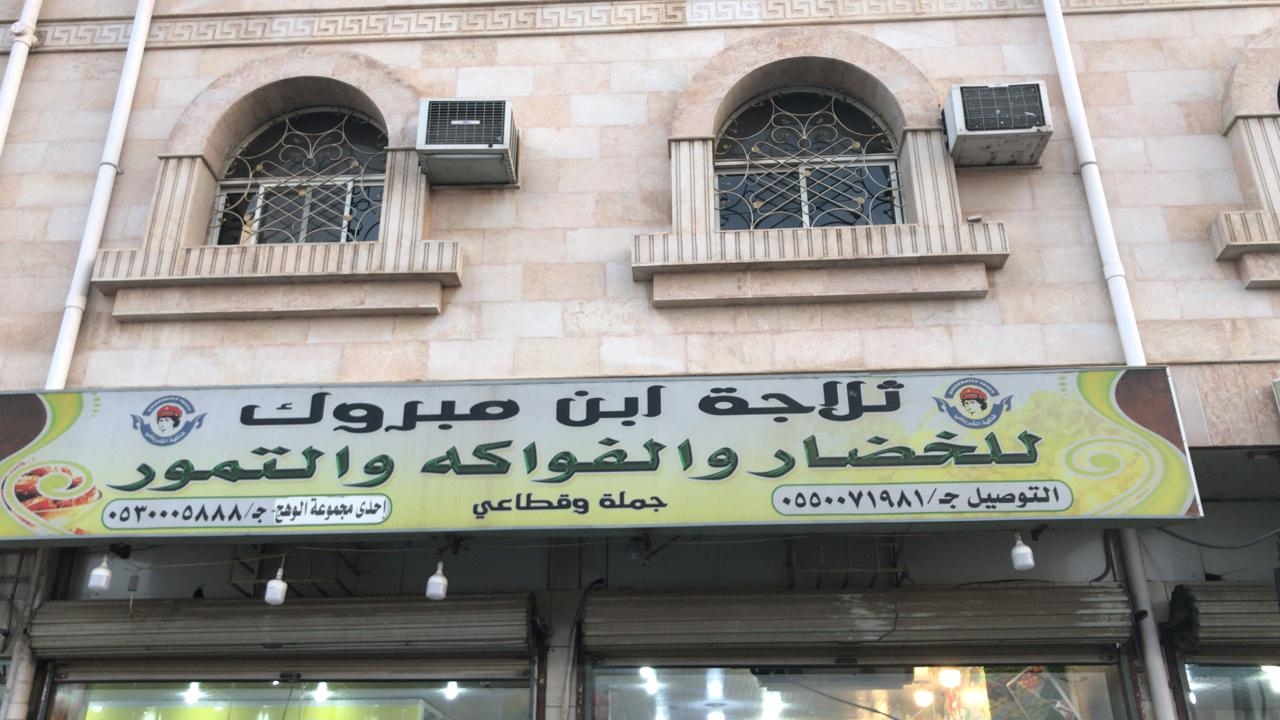 ثلاجة ابن مبروك
للخضار والفواكه والتمور
جملة وقطاعي
التوصيل ج/٠٥٥٠٠٧١٩٨١
احدى مجموعة الوهج- ج/٠٥٣٠٠٠٥٨٨٨